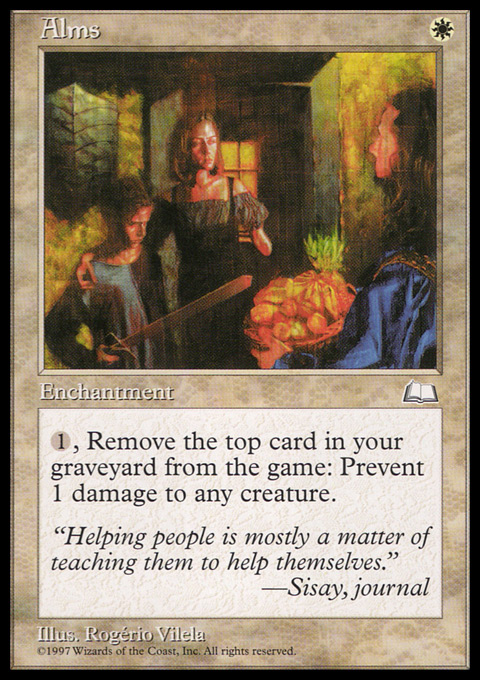 Alms
Enchantment
1, Remove the top card in your
graveyard from the game: Prevent
1 damage to any creature.
“Helping people is mostly a matter of
teaching them to help themselves.”
—Sisay, journal
Illus. Rogério Vilela
©1997 Wizards of the Coast, Inc. All rights reserved.